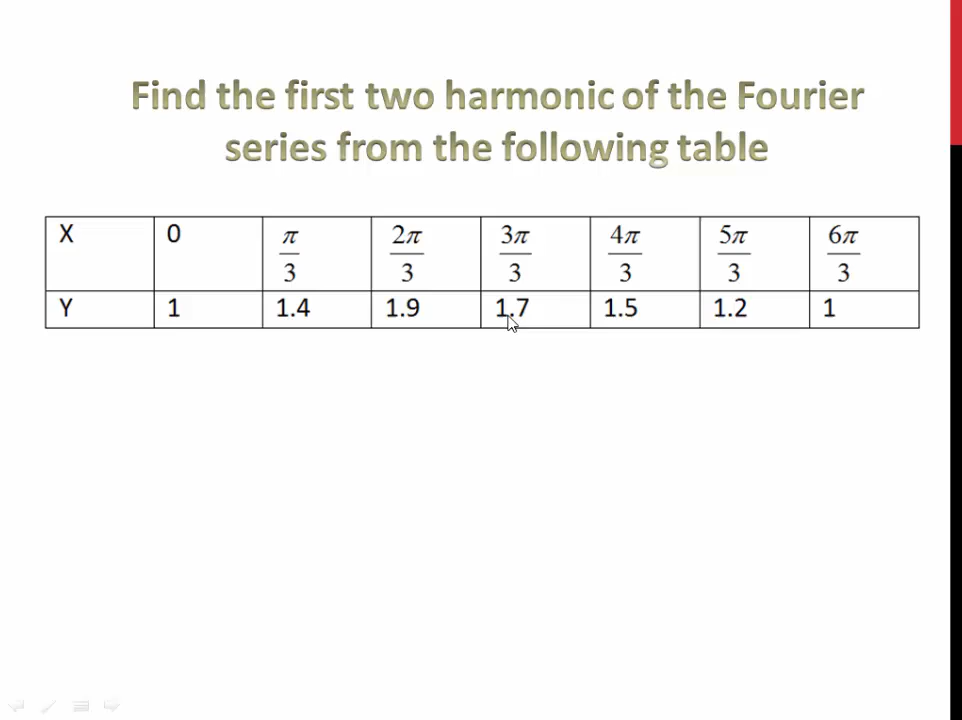 Find the first two harmonic of the Fourier
series from the following table
X 0 π/3 2π/3 3π/3 4π/3 5π/3 6π/3
Y 1 1.4 1.9 1.7 1.5 1.2 1